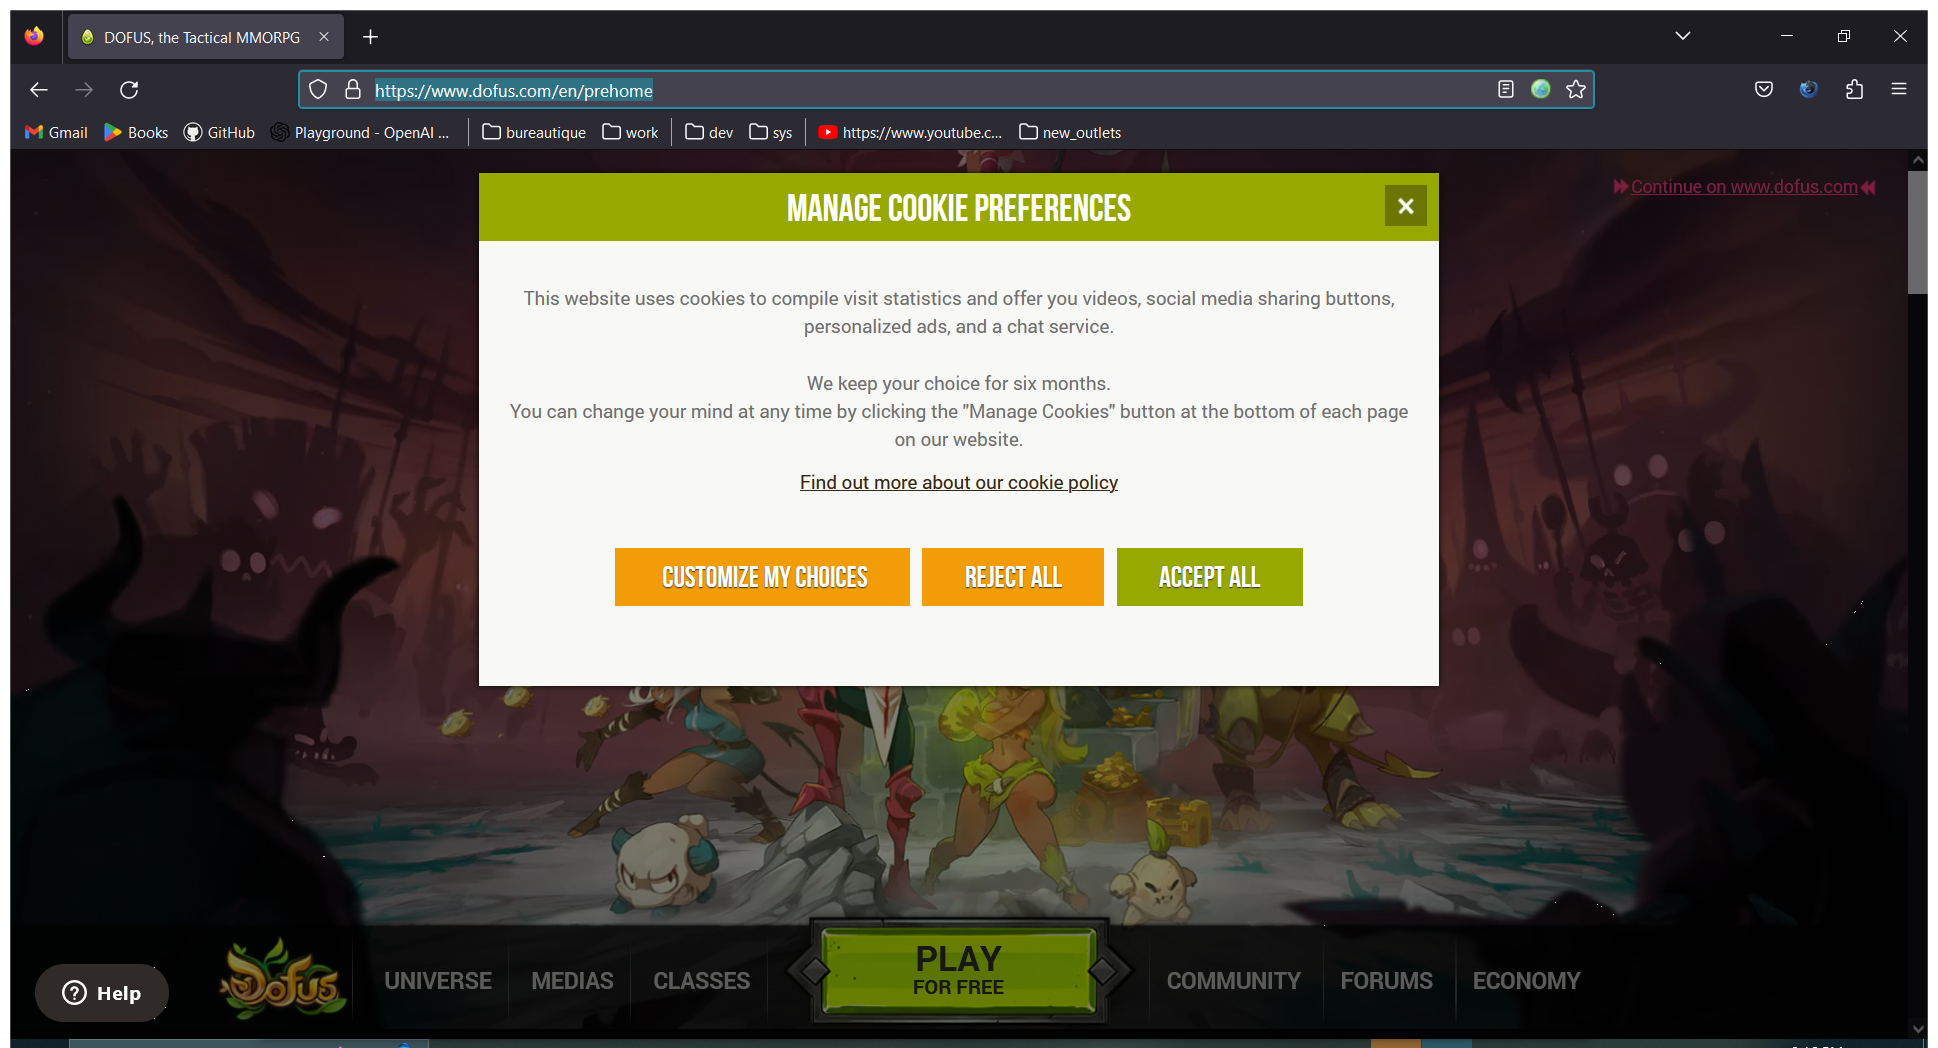 DOFUS, the Tactical MMORPG
https://www.dofus.com/en/prehome
Gmail
Books
GitHub
Playground - OpenAI ...
bureautique
work
dev
sys
https://www.youtube.c...
new_outlets
Continue on www.dofus.com
MANAGE COOKIE PREFERENCES
This website uses cookies to compile visit statistics and offer you videos, social media sharing buttons,
personalized ads, and a chat service.
We keep your choice for six months.
You can change your mind at any time by clicking the "Manage Cookies" button at the bottom of each page
on our website.
Find out more about our cookie policy
CUSTOMIZE MY CHOICES
REJECT ALL
ACCEPT ALL
Help
DOFUS
UNIVERSE
MEDIAS
CLASSES
PLAY
FOR FREE
COMMUNITY
FORUMS
ECONOMY